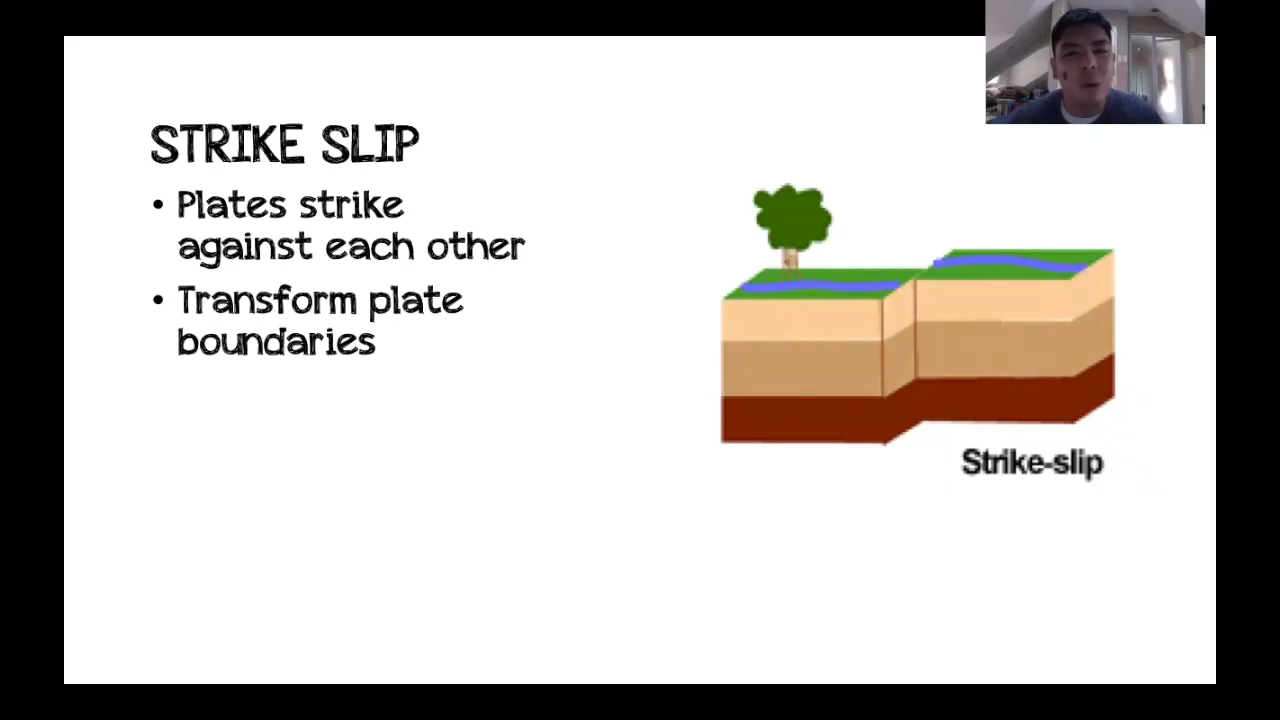 STRIKE SLIP
• Plates strike
against each other
• Transform plate
boundaries
Strike-slip